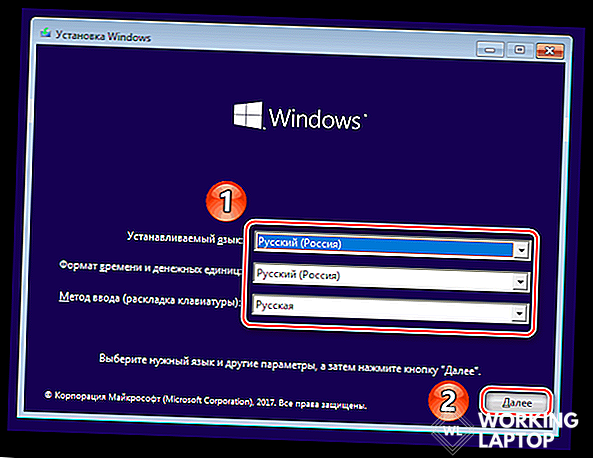 Установка Windows
Windows
1
Устанавливаемый язык: Русский (Россия)
Формат времени и денежных единиц: Русский (Россия)
Метод ввода (раскладка клавиатуры): Русская
Выберите нужный язык и другие параметры, а затем нажмите кнопку "Далее".
2
Далее
© Корпорация Майкрософт (Microsoft Corporation), 2017. Все права защищены.
WL WORKING
LAPTOP